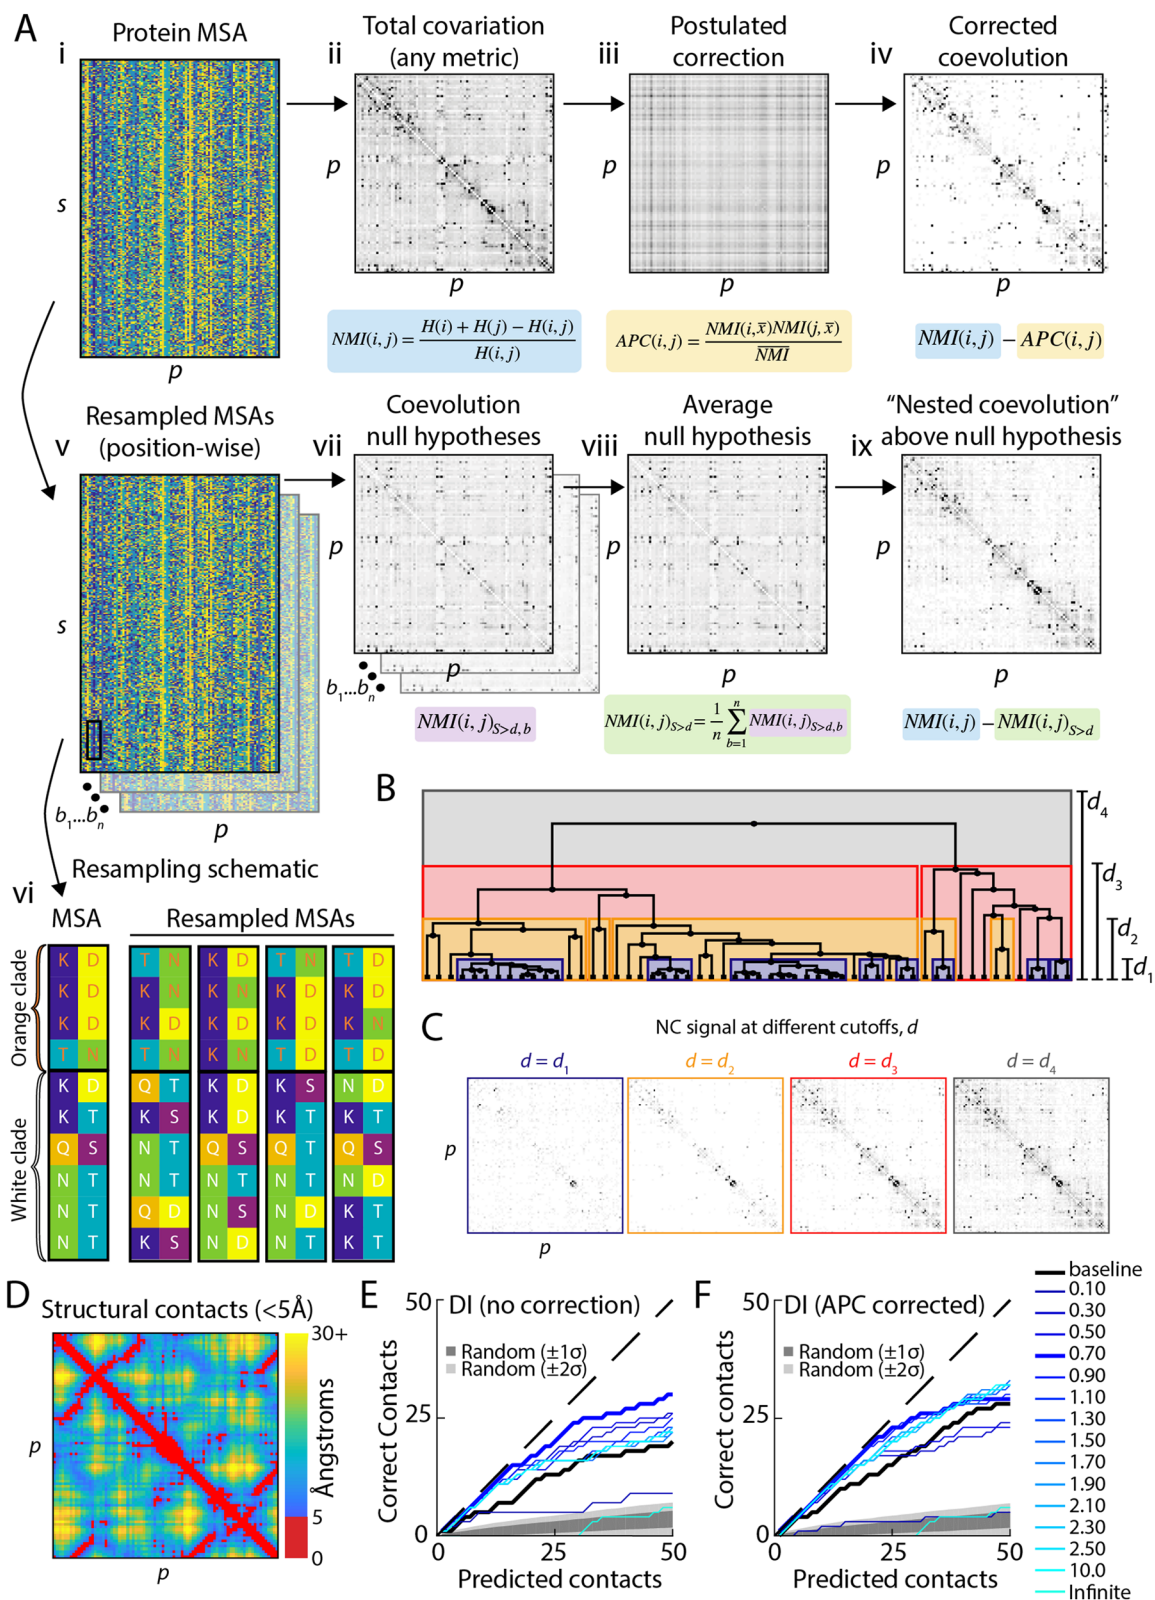 A
i
Protein MSA
s
p
ii
Total covariation
(any metric)
p
p
NMI(i, j) = H(i) + H(j) − H(i, j) / H(i, j)
iii
Postulated
correction
p
p
APC(i, j) = NMI(i, x̅)NMI(j, x̅) / N̅M̅I̅
iv
Corrected
coevolution
p
p
NMI(i, j) − APC(i, j)
v
Resampled MSAs
(position-wise)
s
b1...bn
p
vii
Coevolution
null hypotheses
p
p
b1...bn
NMI(i, j)S>d, b
viii
Average
null hypothesis
p
p
NMI(i, j)S>d = 1/n ∑ n b=1 NMI(i, j)S>d, b
ix
“Nested coevolution”
above null hypothesis
p
p
NMI(i, j) − NMI(i, j)S>d
vi
Resampling schematic
MSA
Resampled MSAs
Orange clade
White clade
K D T N K D T N T D
K D K N K N K D K N
K D K D K D K D K N
T N T N K N T D T D
K D Q T K D K S N D
K T K S K D K T K T
Q S N T Q S Q T Q S
N T N T N T N T N D
N T Q D N S N D K T
N T K S N D N T K T
B
d4
d3
d2
d1
C
NC signal at different cutoffs, d
d = d1
d = d2
d = d3
d = d4
p
p
D
Structural contacts (<5Å)
p
p
30+
Ångstroms
5
0
E
DI (no correction)
Random (±1σ)
Random (±2σ)
50
25
0
Correct Contacts
0
25
50
Predicted contacts
F
DI (APC corrected)
Random (±1σ)
Random (±2σ)
50
25
0
Correct contacts
0
25
50
Predicted contacts
baseline
0.10
0.30
0.50
0.70
0.90
1.10
1.30
1.50
1.70
1.90
2.10
2.30
2.50
10.0
Infinite